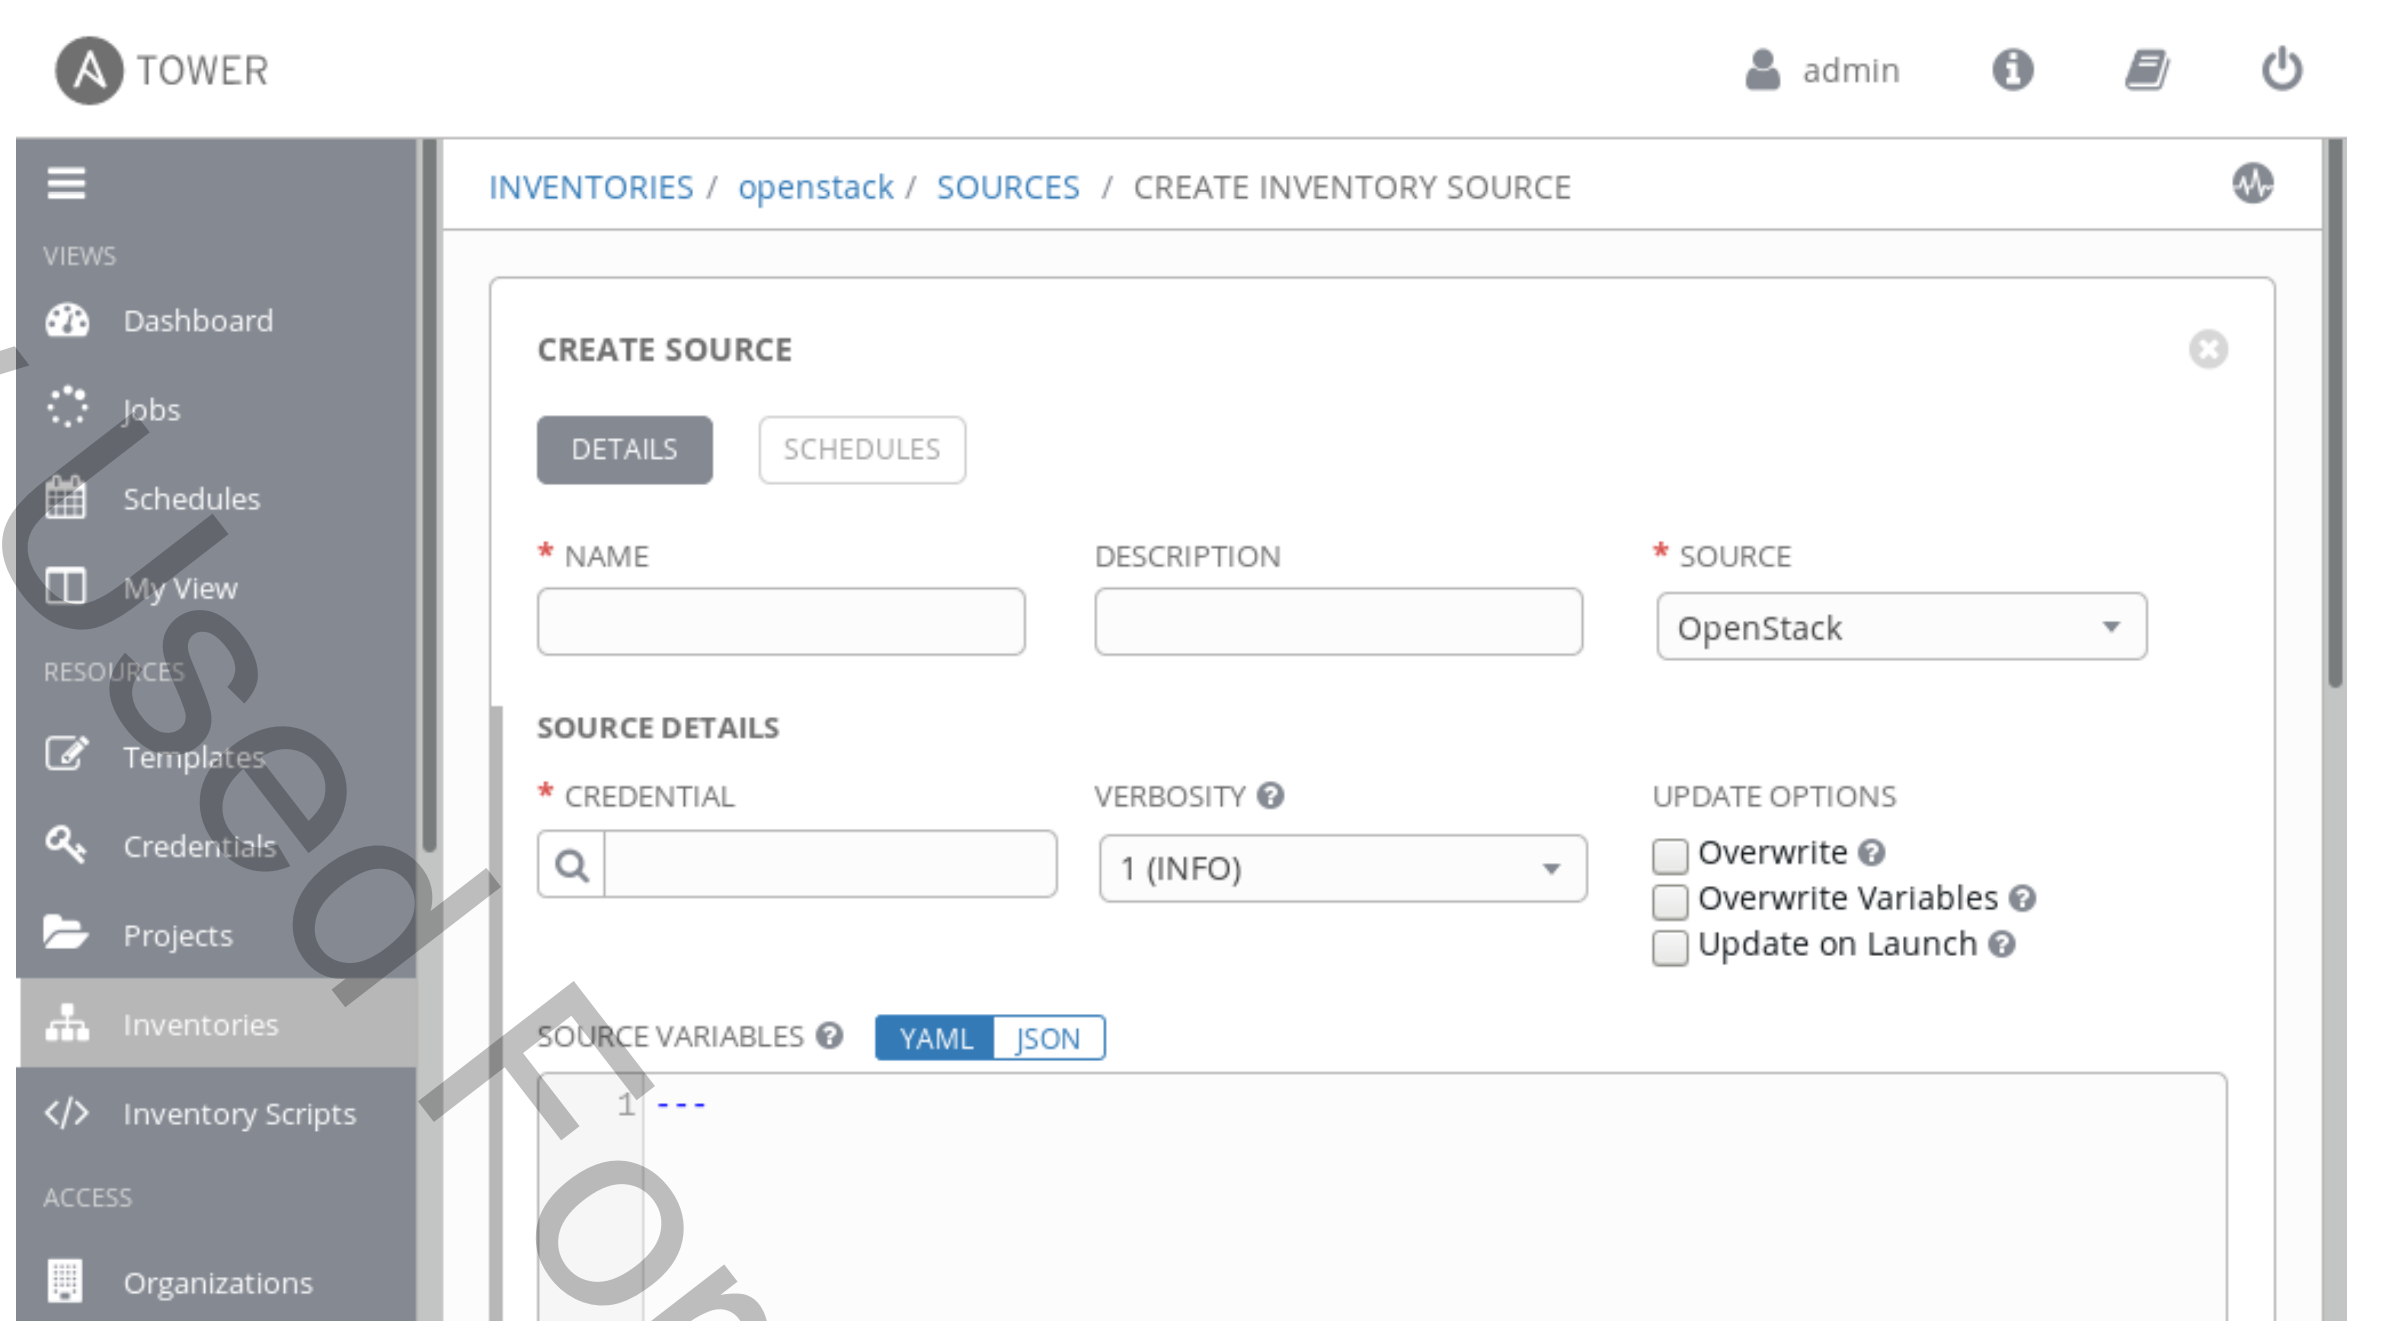 TOWER
admin
INVENTORIES / openstack / SOURCES / CREATE INVENTORY SOURCE
VIEWS
Dashboard
Jobs
Schedules
My View
RESOURCES
Templates
Credentials
Projects
Inventories
Inventory Scripts
ACCESS
Organizations
CREATE SOURCE
DETAILS
SCHEDULES
* NAME
DESCRIPTION
* SOURCE
OpenStack
SOURCE DETAILS
* CREDENTIAL
VERBOSITY
1 (INFO)
UPDATE OPTIONS
Overwrite
Overwrite Variables
Update on Launch
SOURCE VARIABLES
YAML JSON
1 ---
Used For